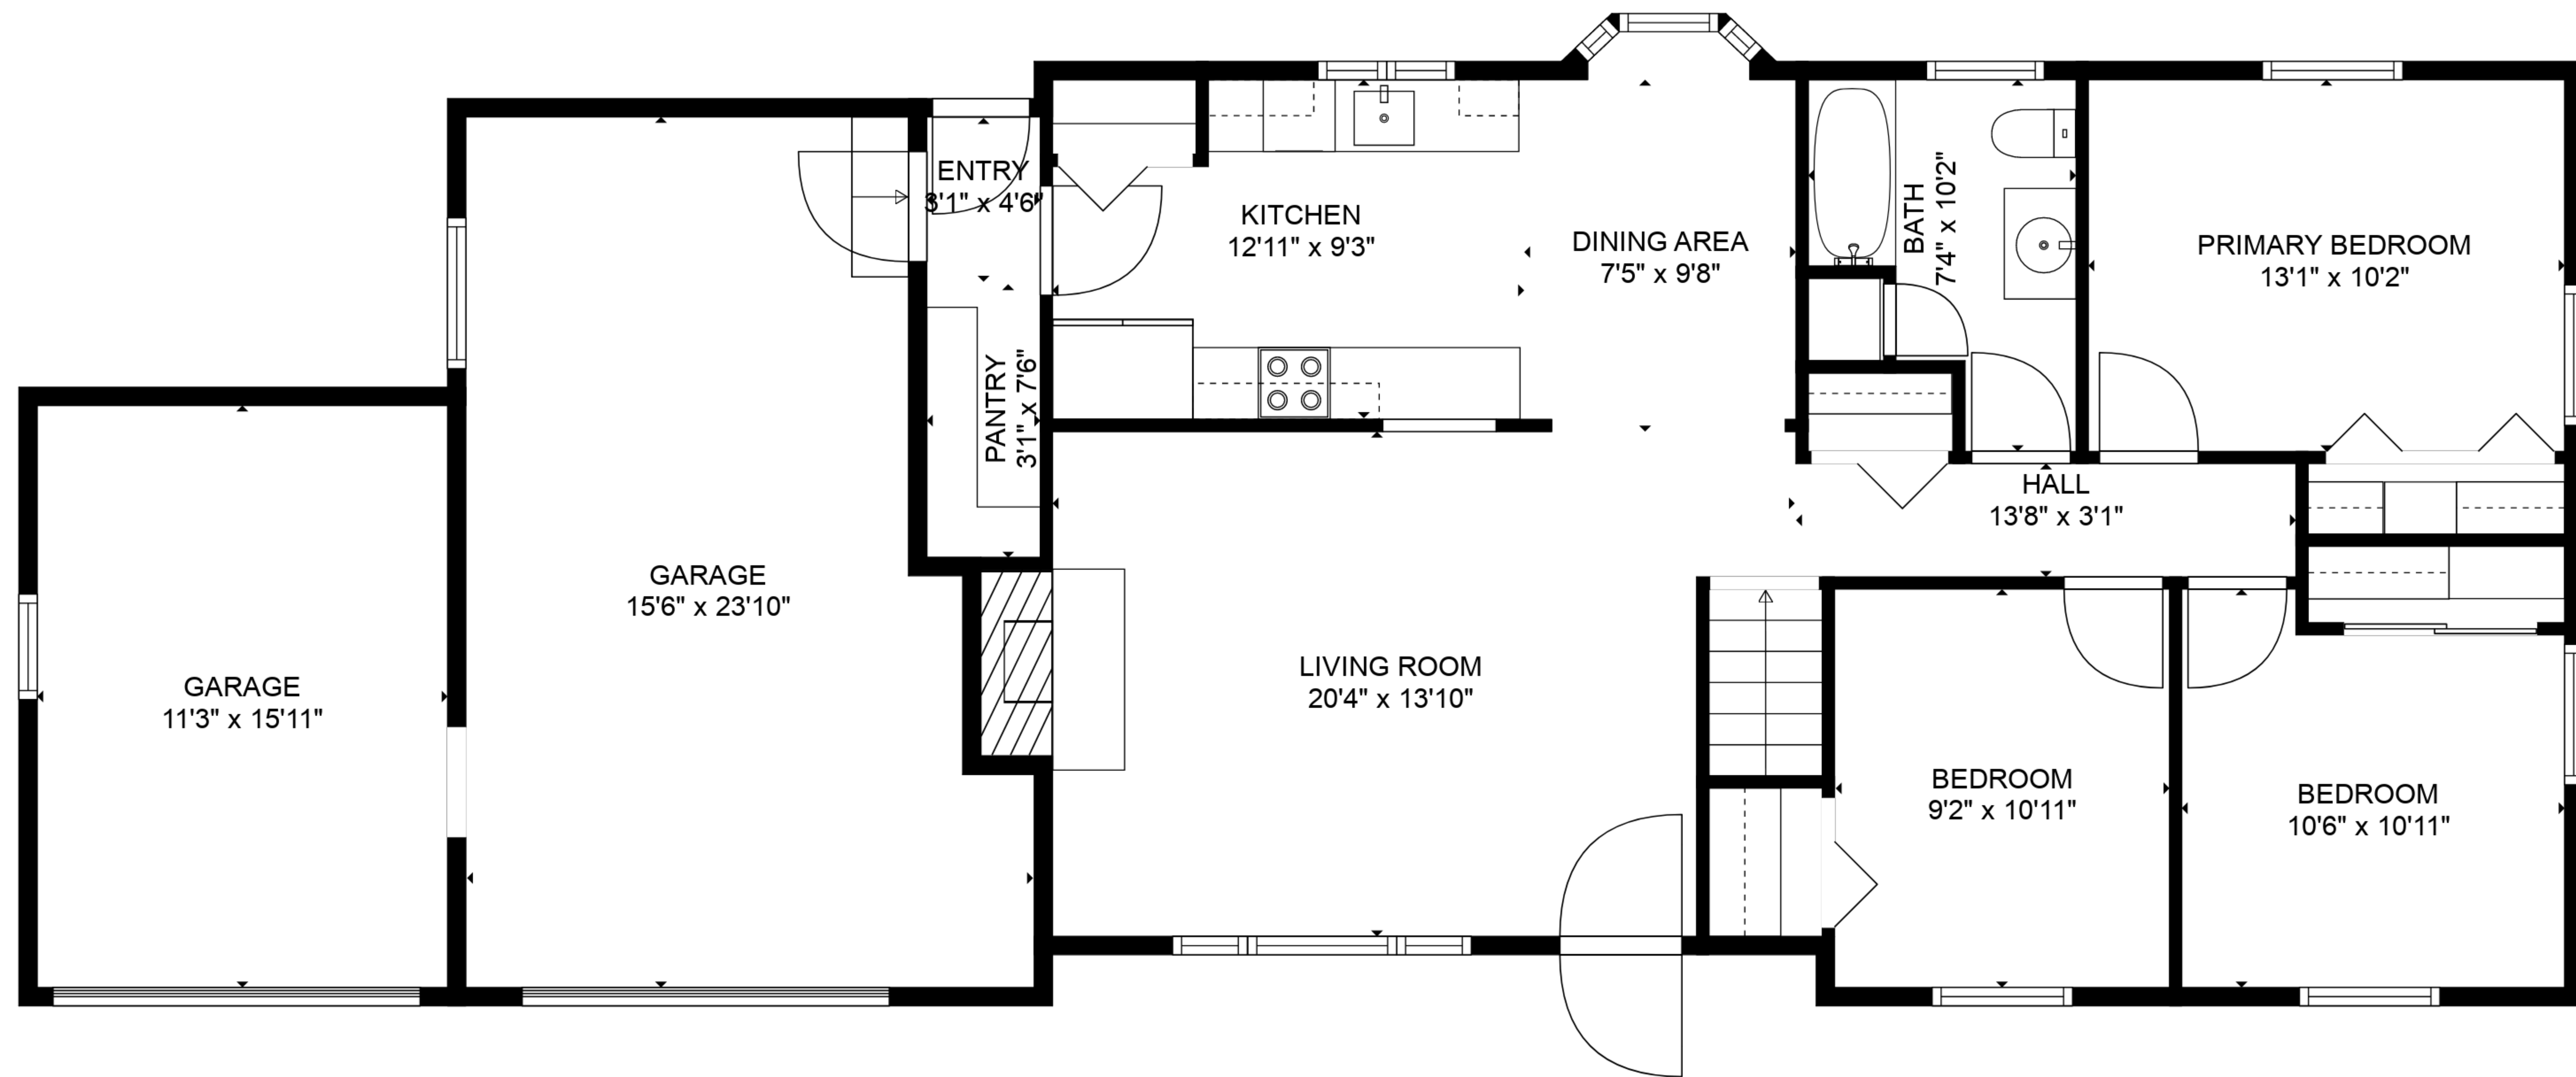 ENTRY
3'1" x 4'6"
KITCHEN
12'11" x 9'3"
DINING AREA
7'5" x 9'8"
BATH
7'4" x 10'2"
PRIMARY BEDROOM
13'1" x 10'2"
PANTRY
3'1" x 7'6"
HALL
13'8" x 3'1"
GARAGE
15'6" x 23'10"
GARAGE
11'3" x 15'11"
LIVING ROOM
20'4" x 13'10"
BEDROOM
9'2" x 10'11"
BEDROOM
10'6" x 10'11"